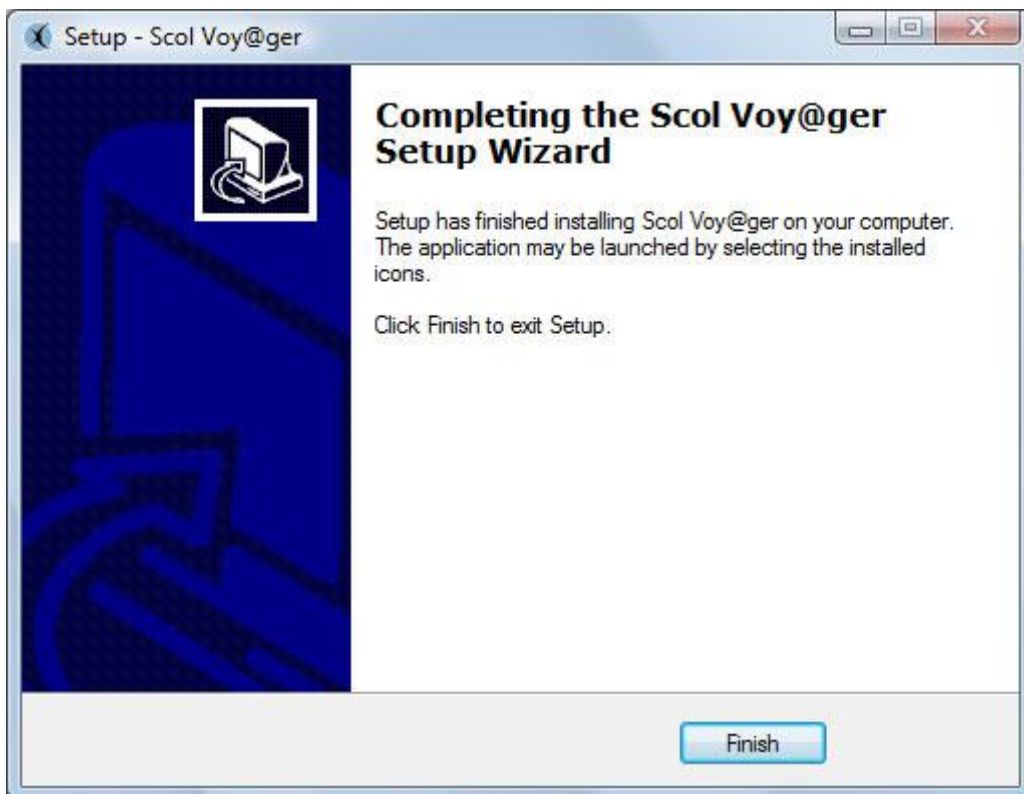 Setup - Scol Voy@ger
Completing the Scol Voy@ger
Setup Wizard
Setup has finished installing Scol Voy@ger on your computer.
The application may be launched by selecting the installed
icons.
Click Finish to exit Setup.
Finish